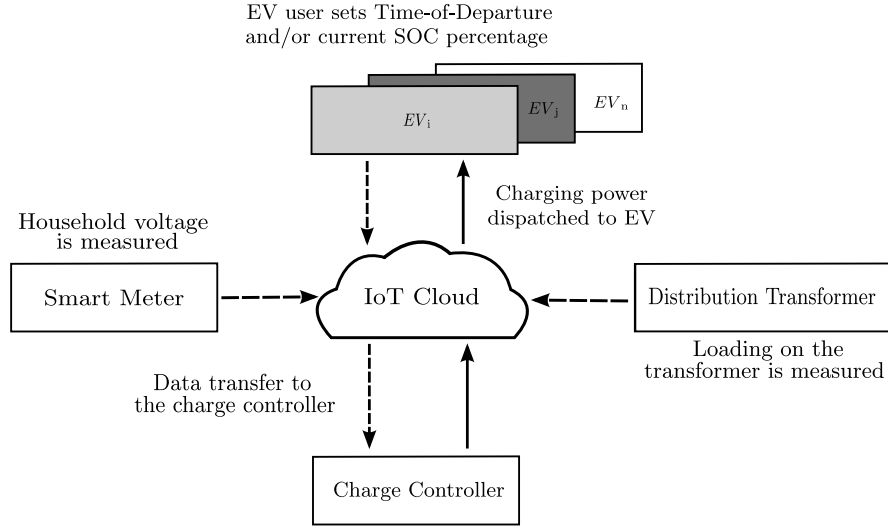 EV user sets Time-of-Departure
and/or current SOC percentage
EVi
EVj
EVn
Charging power
dispatched to EV
Household voltage
is measured
Smart Meter
IoT Cloud
Distribution Transformer
Loading on the
transformer is measured
Data transfer to
the charge controller
Charge Controller